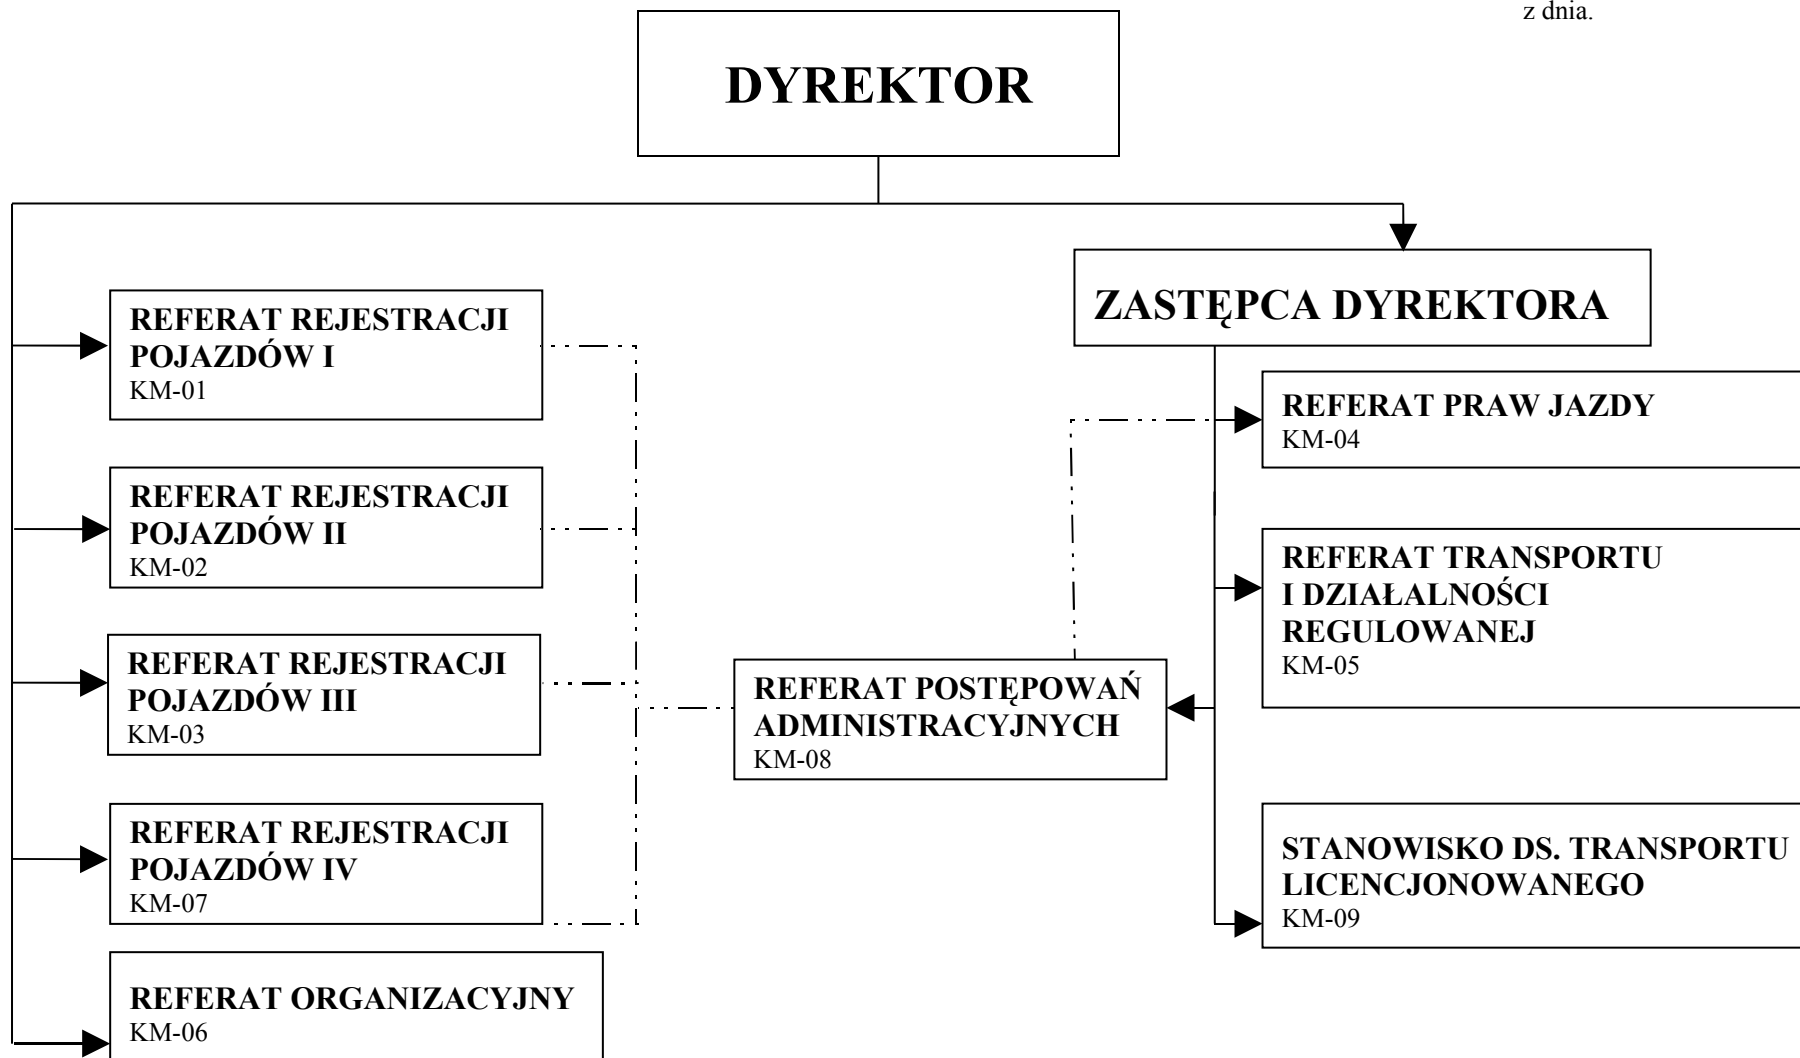 z dnia.
DYREKTOR
ZASTĘPCA DYREKTORA
REFERAT REJESTRACJI
POJAZDÓW I
KM-01
REFERAT REJESTRACJI
POJAZDÓW II
KM-02
REFERAT REJESTRACJI
POJAZDÓW III
KM-03
REFERAT REJESTRACJI
POJAZDÓW IV
KM-07
REFERAT ORGANIZACYJNY
KM-06
REFERAT POSTĘPOWAŃ
ADMINISTRACYJNYCH
KM-08
REFERAT PRAW JAZDY
KM-04
REFERAT TRANSPORTU
I DZIAŁALNOŚCI
REGULOWANEJ
KM-05
STANOWISKO DS. TRANSPORTU
LICENCJONOWANEGO
KM-09